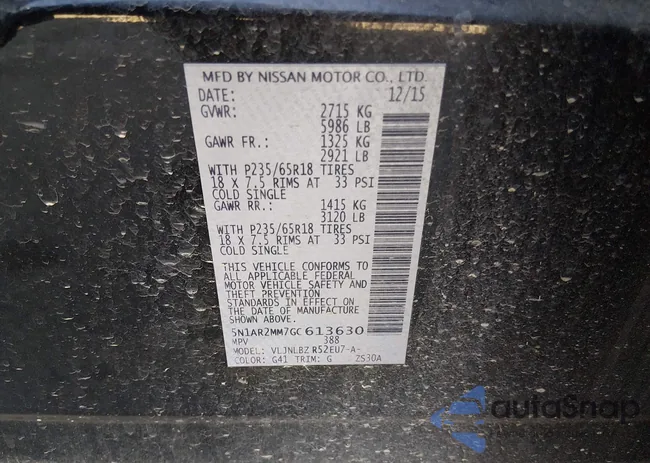 MFD BY NISSAN MOTOR CO., LTD.
DATE: 12/15
GVWR: 2715 KG
5986 LB
GAWR FR.: 1325 KG
2921 LB
WITH P235/65R18 TIRES
18 X 7.5 RIMS AT 33 PSI
COLD SINGLE
GAWR RR.: 1415 KG
3120 LB
WITH P235/65R18 TIRES
18 X 7.5 RIMS AT 33 PSI
COLD SINGLE
THIS VEHICLE CONFORMS TO
ALL APPLICABLE FEDERAL
MOTOR VEHICLE SAFETY AND
THEFT PREVENTION
STANDARDS IN EFFECT ON
THE DATE OF MANUFACTURE
SHOWN ABOVE.
5N1AR2MM7GC613630
MPV 388
MODEL: VLJNLBZ R52EU7-A-
COLOR: G41 TRIM: G ZS30A
autoSnap